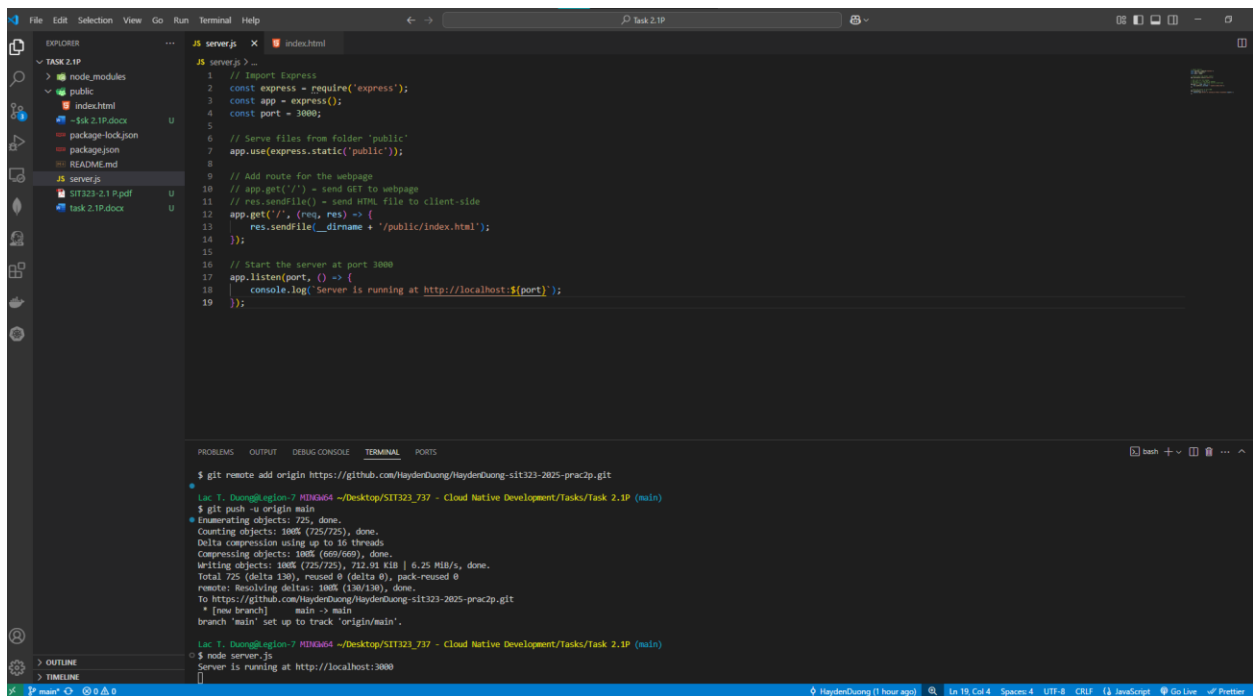 File Edit Selection View Go Run Terminal Help
Task 2.1P
EXPLORER
TASK 2.1P
node_modules
public
index.html
~$sk 2.1P.docx U
package-lock.json
package.json
README.md
JS server.js
SIT323-2.1 P.pdf U
task 2.1P.docx U
OUTLINE
TIMELINE
JS server.js index.html
JS server.js > ...
1 // Import Express
2 const express = require('express');
3 const app = express();
4 const port = 3000;
5
6 // Serve files from folder 'public'
7 app.use(express.static('public'));
8
9 // Add route for the webpage
10 // app.get('/') = send GET to webpage
11 // res.sendFile() = send HTML file to client-side
12 app.get('/', (req, res) => {
13 res.sendFile(__dirname + '/public/index.html');
14 });
15
16 // Start the server at port 3000
17 app.listen(port, () => {
18 console.log(`Server is running at http://localhost:${port}`);
19 });
PROBLEMS OUTPUT DEBUG CONSOLE TERMINAL PORTS
bash
$ git remote add origin https://github.com/HaydenDuong/HaydenDuong-sit323-2025-prac2p.git
Lac T. Duong@Legion-7 MINGW64 ~/Desktop/SIT323_737 - Cloud Native Development/Tasks/Task 2.1P (main)
$ git push -u origin main
Enumerating objects: 725, done.
Counting objects: 100% (725/725), done.
Delta compression using up to 16 threads
Compressing objects: 100% (669/669), done.
Writing objects: 100% (725/725), 712.91 KiB | 6.25 MiB/s, done.
Total 725 (delta 130), reused 0 (delta 0), pack-reused 0
remote: Resolving deltas: 100% (130/130), done.
To https://github.com/HaydenDuong/HaydenDuong-sit323-2025-prac2p.git
* [new branch] main -> main
branch 'main' set up to track 'origin/main'.
Lac T. Duong@Legion-7 MINGW64 ~/Desktop/SIT323_737 - Cloud Native Development/Tasks/Task 2.1P (main)
$ node server.js
Server is running at http://localhost:3000
main* 0 0 HaydenDuong (1 hour ago) Ln 19, Col 4 Spaces: 4 UTF-8 CRLF JavaScript Go Live Prettier